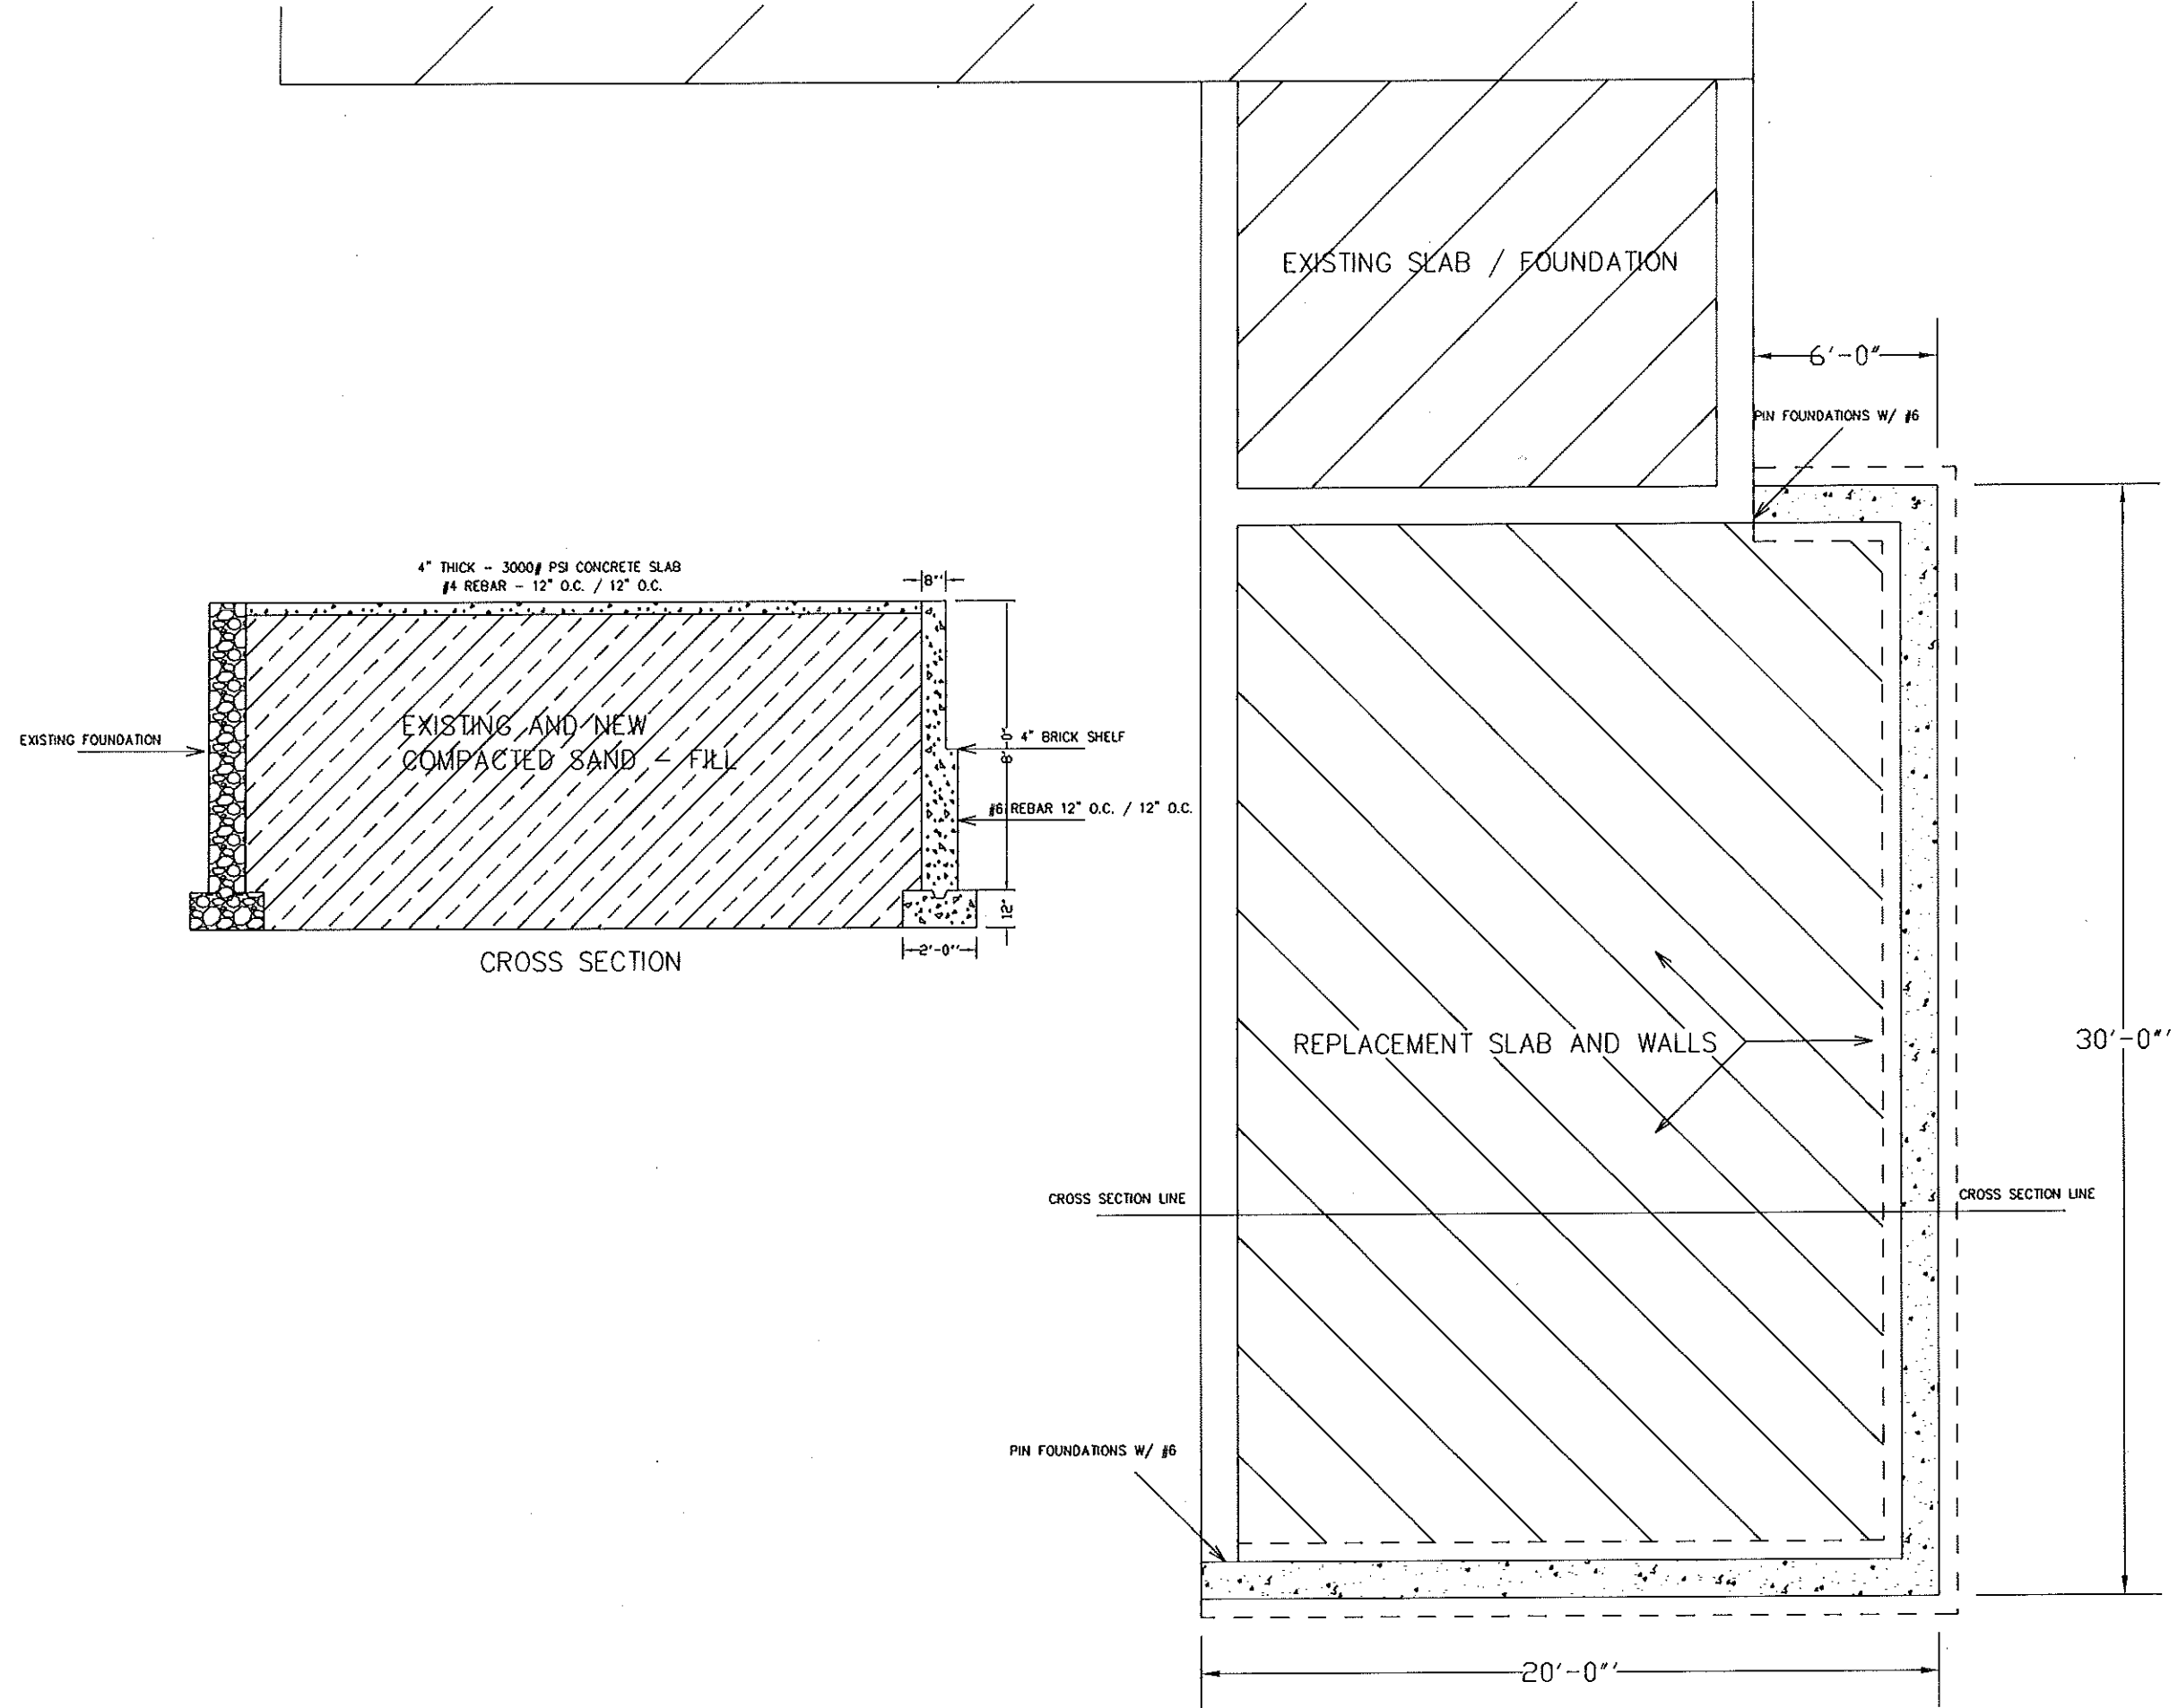 EXISTING SLAB / FOUNDATION
6'-0"
PIN FOUNDATIONS W/ #6
4" THICK - 3000# PSI CONCRETE SLAB
#4 REBAR - 12" O.C. / 12" O.C.
8"
EXISTING FOUNDATION
EXISTING AND NEW
COMPACTED SAND - FILL
8'-0"
4" BRICK SHELF
#6 REBAR 12" O.C. / 12" O.C.
12"
2'-0"
CROSS SECTION
REPLACEMENT SLAB AND WALLS
30'-0"
CROSS SECTION LINE
CROSS SECTION LINE
PIN FOUNDATIONS W/ #6
20'-0"